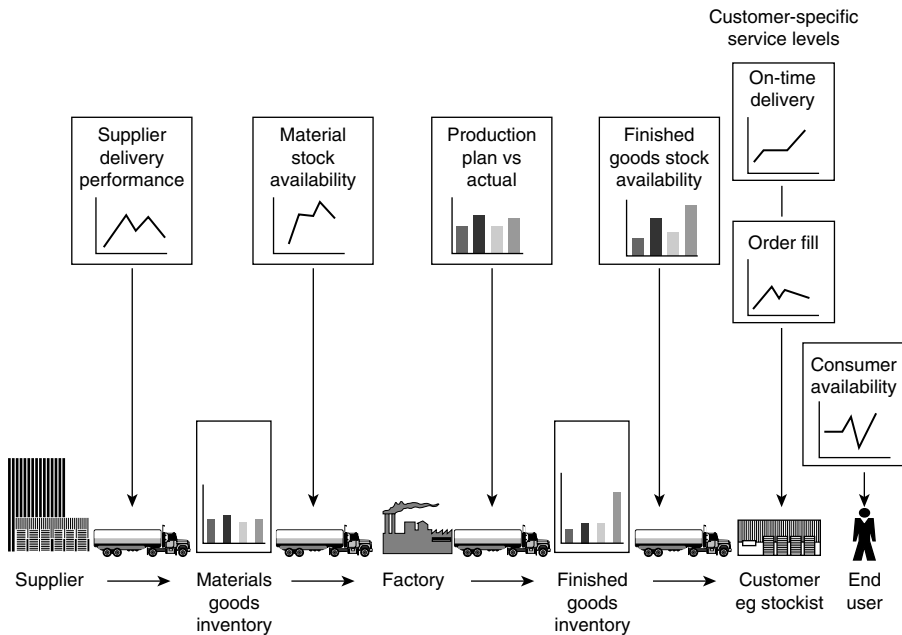 Customer-specific
service levels
On-time
delivery
Supplier
delivery
performance
Material
stock
availability
Production
plan vs
actual
Finished
goods stock
availability
Order fill
Consumer
availability
Supplier
Materials
goods
inventory
Factory
Finished
goods
inventory
Customer
eg stockist
End
user